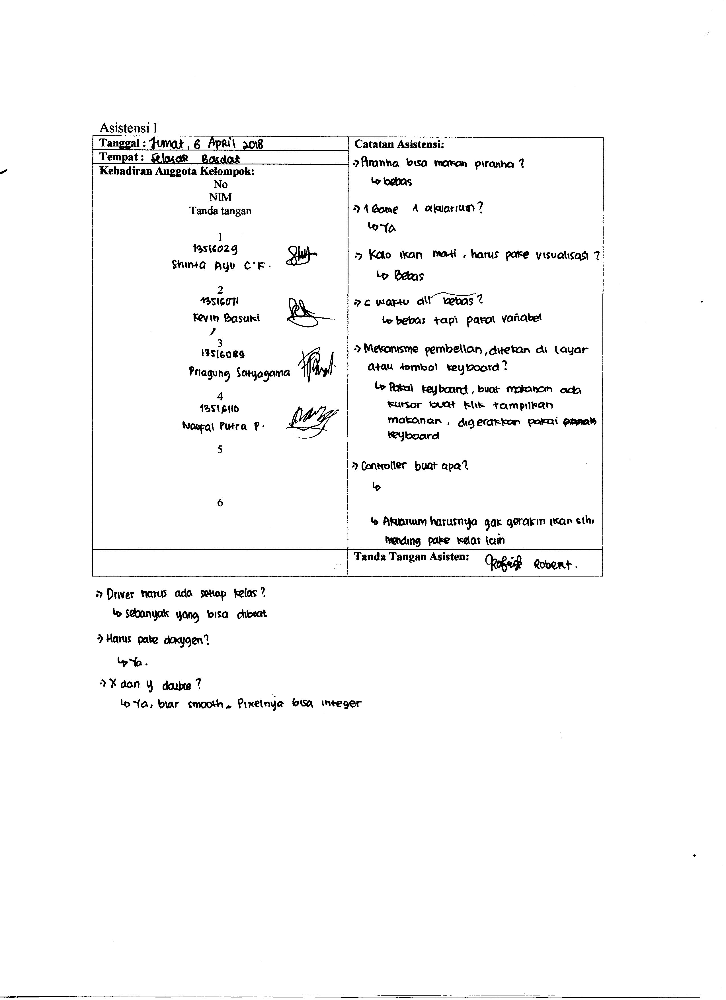 Asistensi I
Tanggal : Jumat, 6 April 2018
Tempat : Selasar Basdat
Kehadiran Anggota Kelompok:
No
NIM
Tanda tangan
1
13516029
Shinta Ayu C.K.
2
13516071
Kevin Basuki
3
13516089
Priagung Satyagama
4
13516110
Naufal Putra P.
5
6
Catatan Asistensi:
Piranha bisa makan piranha?
↳ bebas
1 Game 1 akuarium?
↳ Ya
Kalo ikan mati, harus pake visualisasi?
↳ Bebas
C waktu dll bebas?
↳ bebas tapi pakai variabel
Mekanisme pembelian, ditekan di layar
atau tombol keyboard?
↳ Pakai keyboard, buat makanan ada
kursor buat klik tampilkan
makanan, digerakkan pakai
keyboard
Controller buat apa?
↳
↳ Akuarium harusnya gak gerakin ikan sih,
mending pake kelas lain
Tanda Tangan Asisten: Robert.
Driver harus ada setiap kelas?
↳ sebanyak yang bisa dibuat
Harus pake doxygen?
↳ Ya.
X dan y double?
↳ Ya, biar smooth. Pixelnya bisa integer